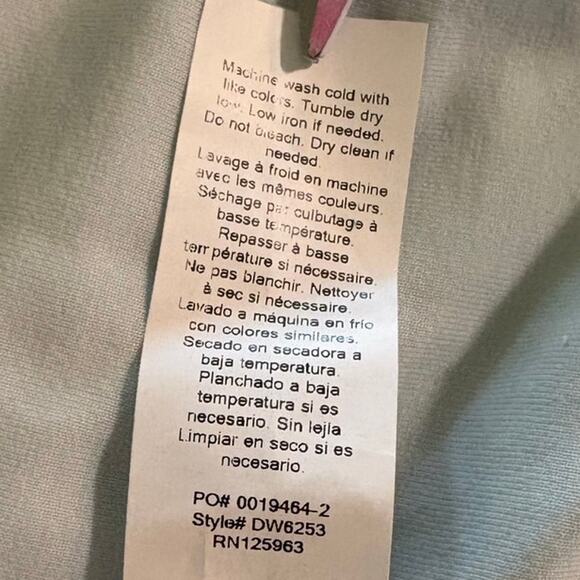 Machine wash cold with
like colors. Tumble dry
low. Low iron if needed.
Do not bleach. Dry clean if
needed.
Lavage à froid en machine
avec les mêmes couleurs.
Séchage par culbutage à
basse température.
Repasser à basse
température si nécessaire.
Ne pas blanchir. Nettoyer
à sec si nécessaire.
Lavado a máquina en frío
con colores similares.
Secado en secadora a
baja temperatura.
Planchado a baja
temperatura si es
necesario. Sin lejía
Limpiar en seco si es
necesario.
PO# 0019464-2
Style# DW6253
RN125963